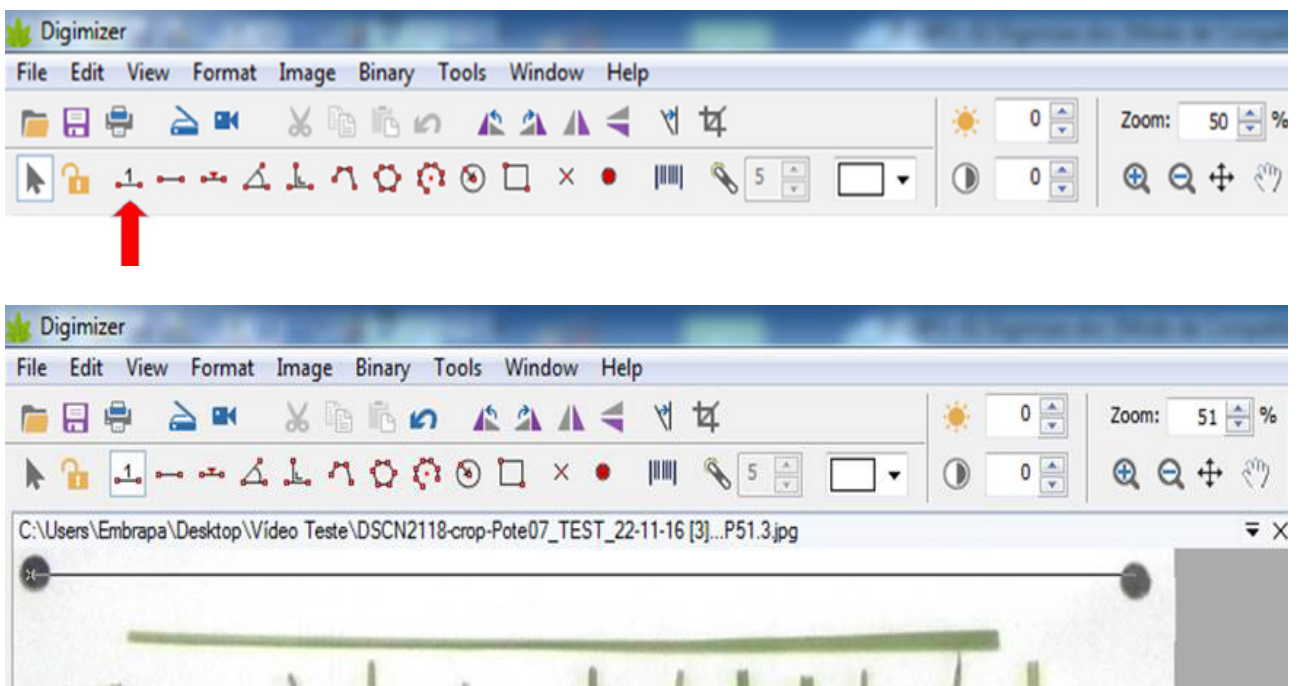 Digimizer
File Edit View Format Image Binary Tools Window Help
0 Zoom: 50 %
1 5 0
Digimizer
File Edit View Format Image Binary Tools Window Help
0 Zoom: 51 %
1 5 0
C:\Users\Embrapa\Desktop\Vídeo Teste\DSCN2118-crop-Pote07_TEST_22-11-16 [3]...P51.3.jpg